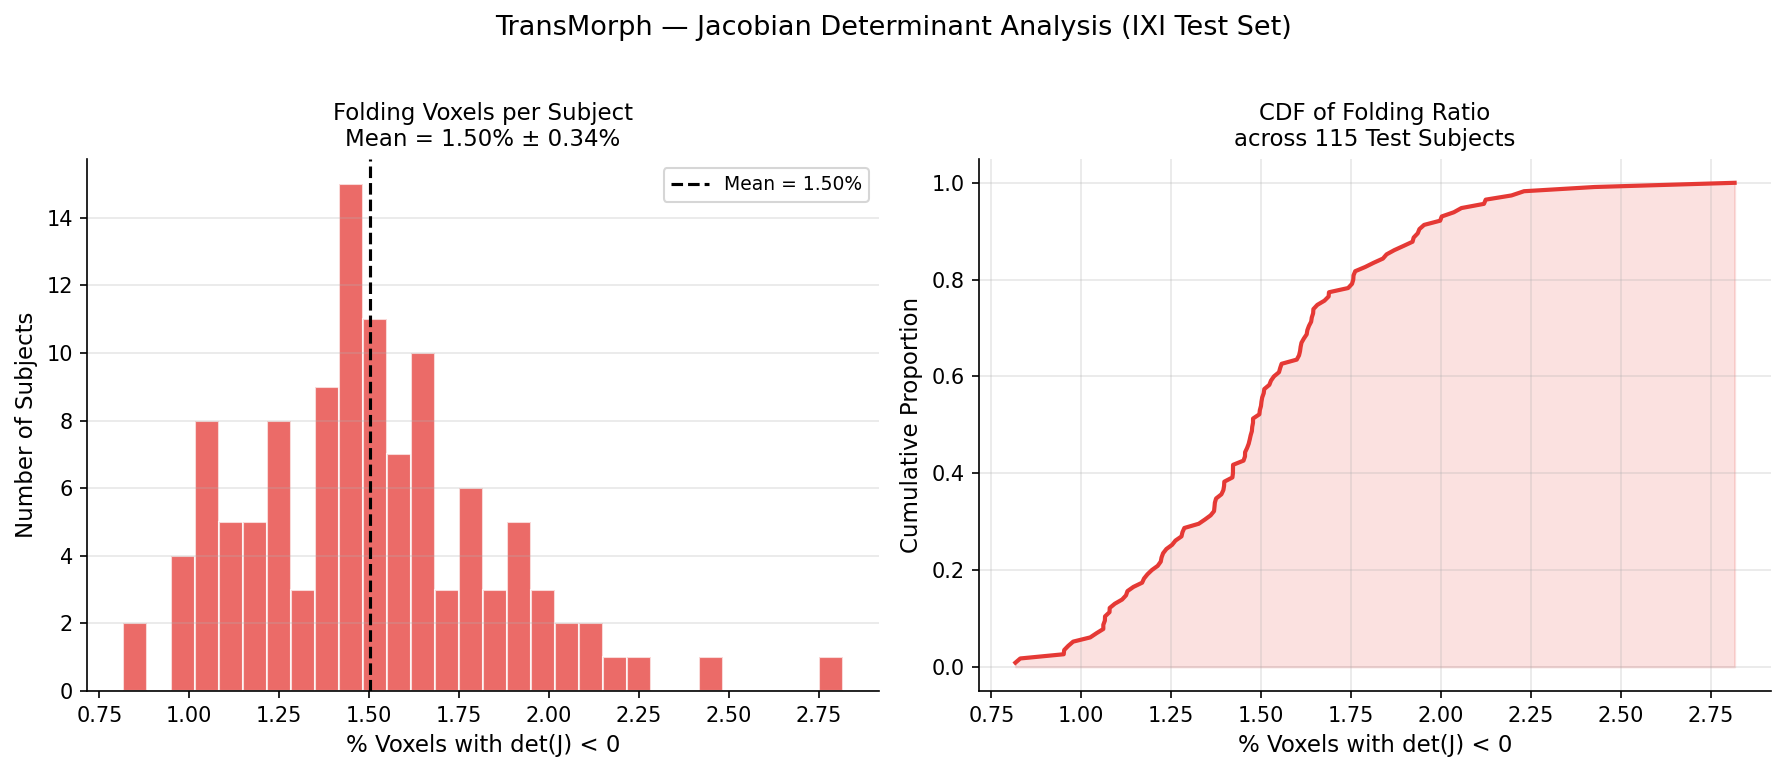 TransMorph — Jacobian Determinant Analysis (IXI Test Set)
Folding Voxels per Subject
Mean = 1.50% ± 0.34%
Mean = 1.50%
Number of Subjects
14
12
10
8
6
4
2
0
0.75 1.00 1.25 1.50 1.75 2.00 2.25 2.50 2.75
% Voxels with det(J) < 0
CDF of Folding Ratio
across 115 Test Subjects
Cumulative Proportion
1.0
0.8
0.6
0.4
0.2
0.0
0.75 1.00 1.25 1.50 1.75 2.00 2.25 2.50 2.75
% Voxels with det(J) < 0